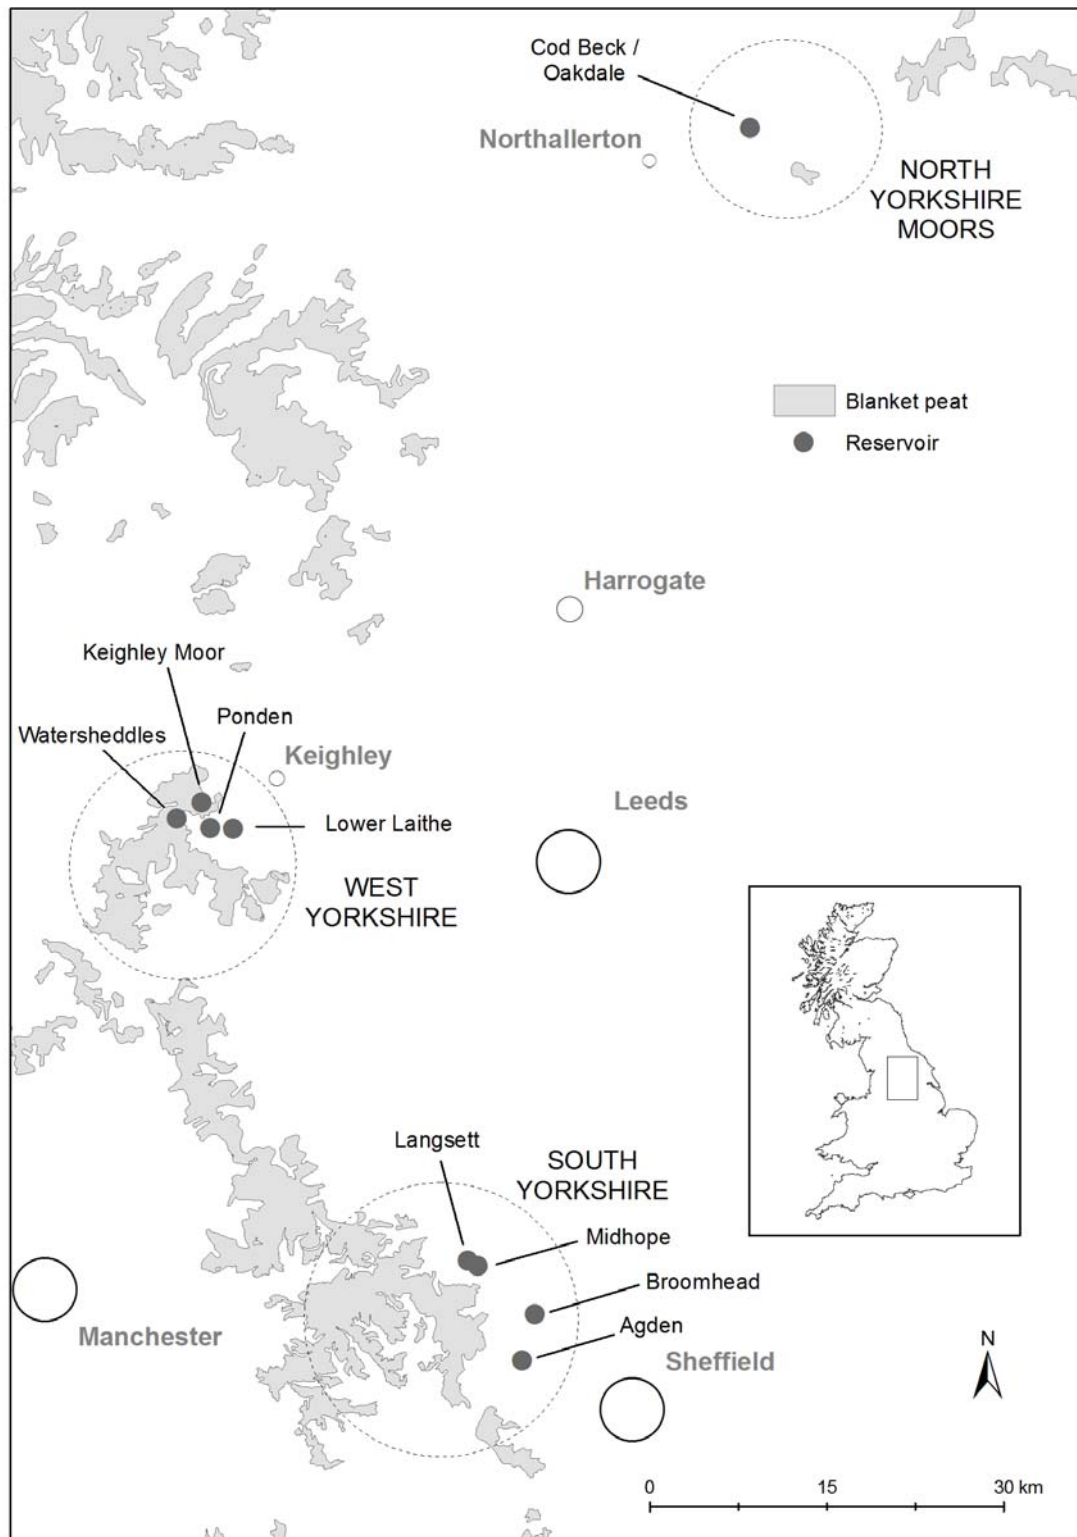 Cod Beck /
Oakdale
Northallerton
NORTH
YORKSHIRE
MOORS
Blanket peat
Reservoir
Harrogate
Keighley Moor
Ponden
Watersheddles
Keighley
Leeds
Lower Laithe
WEST
YORKSHIRE
Langsett
SOUTH
YORKSHIRE
Midhope
Broomhead
Agden
Manchester
Sheffield
N
0 15 30 km